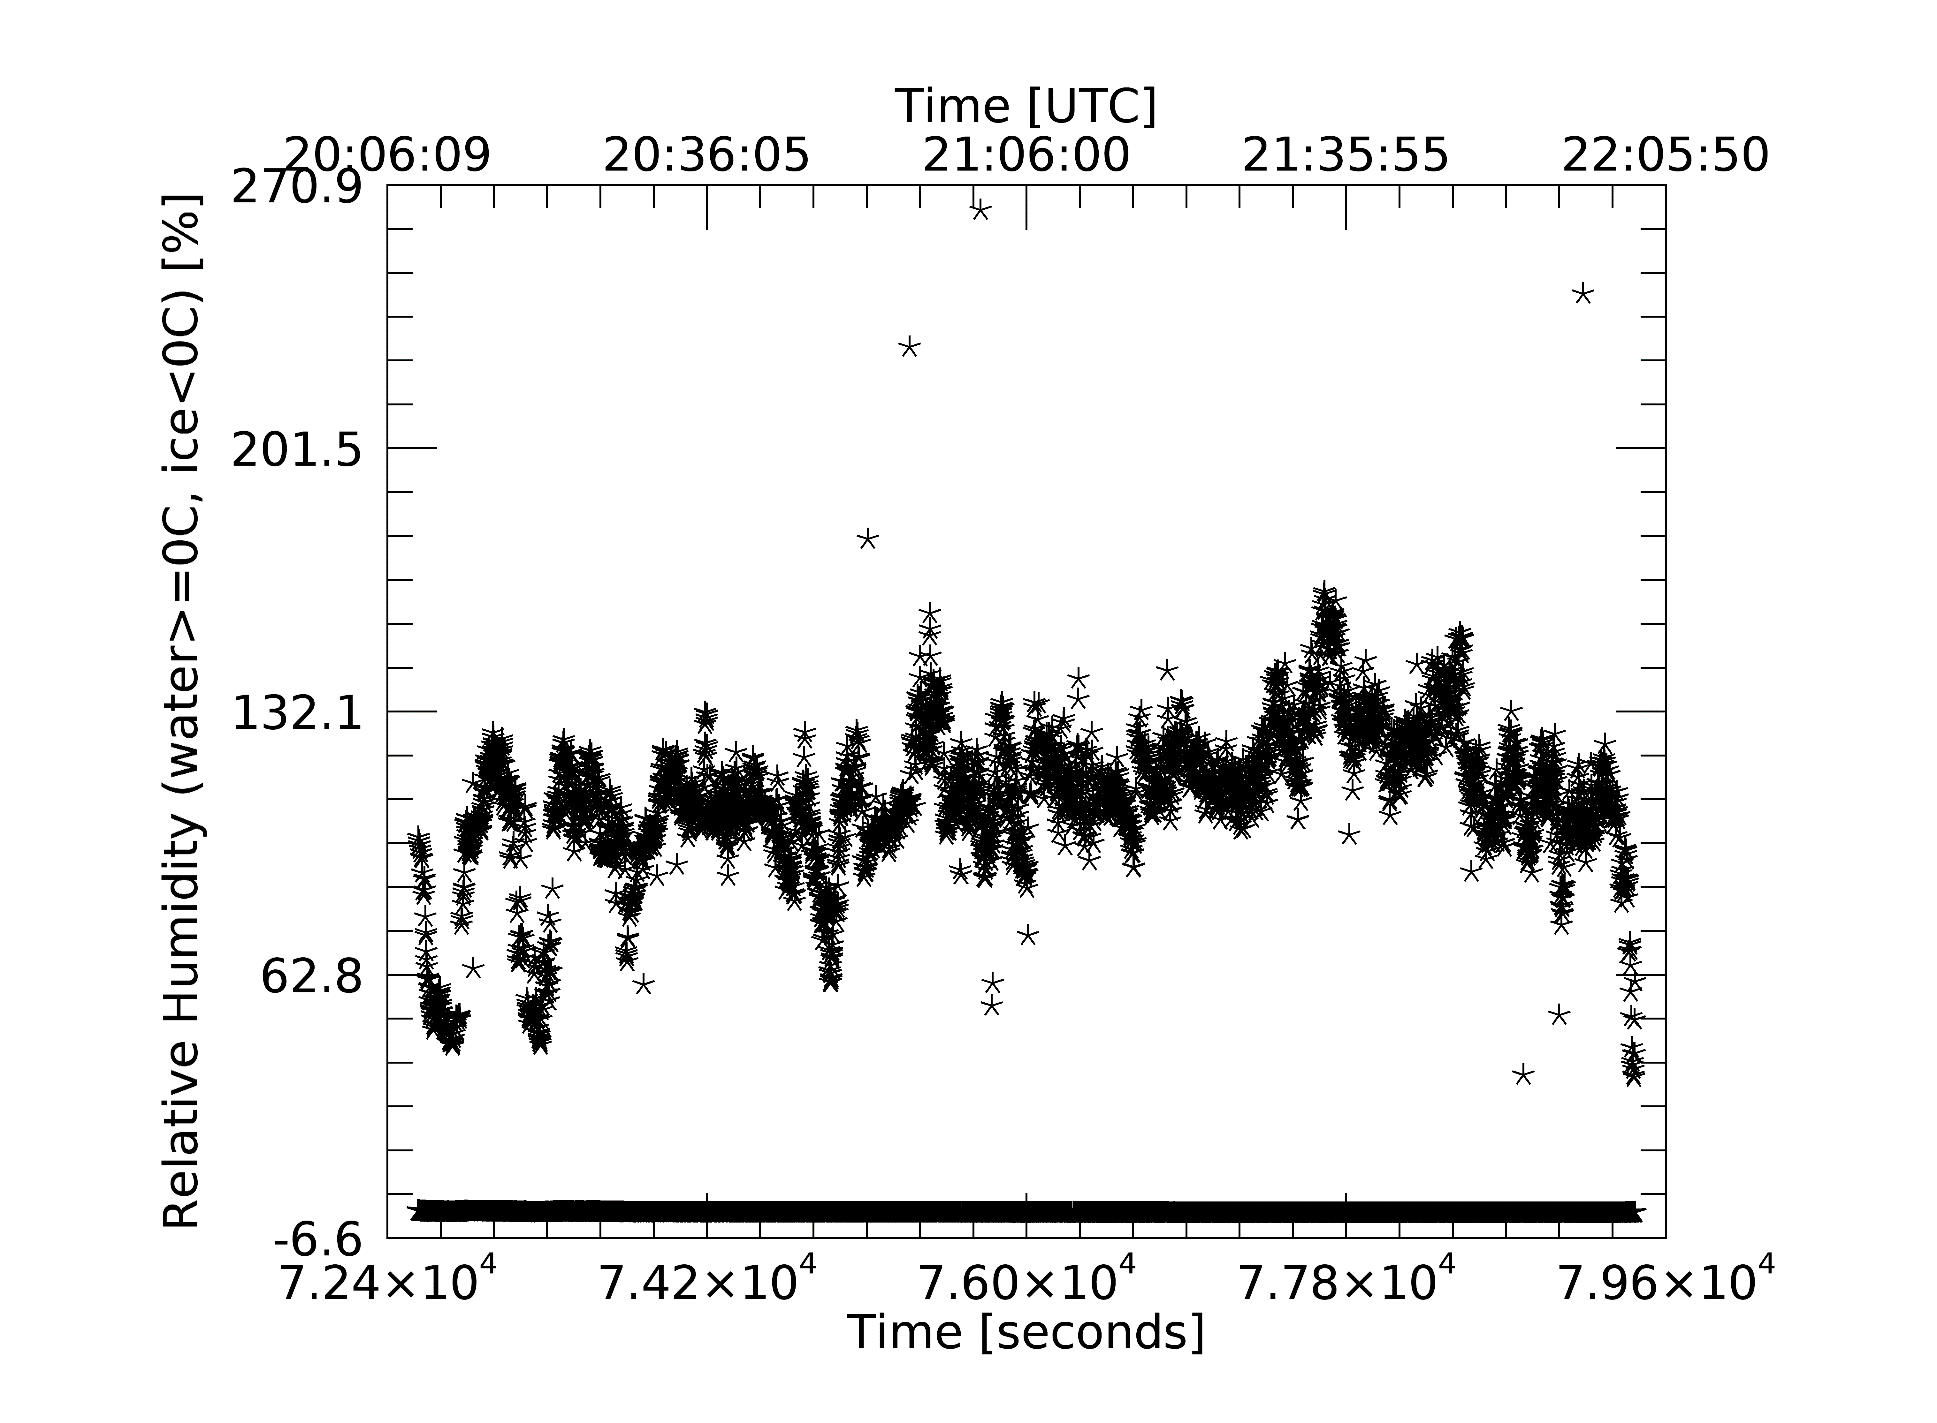 Time [UTC]
20:06:09 20:36:05 21:06:00 21:35:55 22:05:50
270.9
201.5
132.1
62.8
-6.6
Relative Humidity (water>=0C, ice<0C) [%]
7.24×10⁴ 7.42×10⁴ 7.60×10⁴ 7.78×10⁴ 7.96×10⁴
Time [seconds]